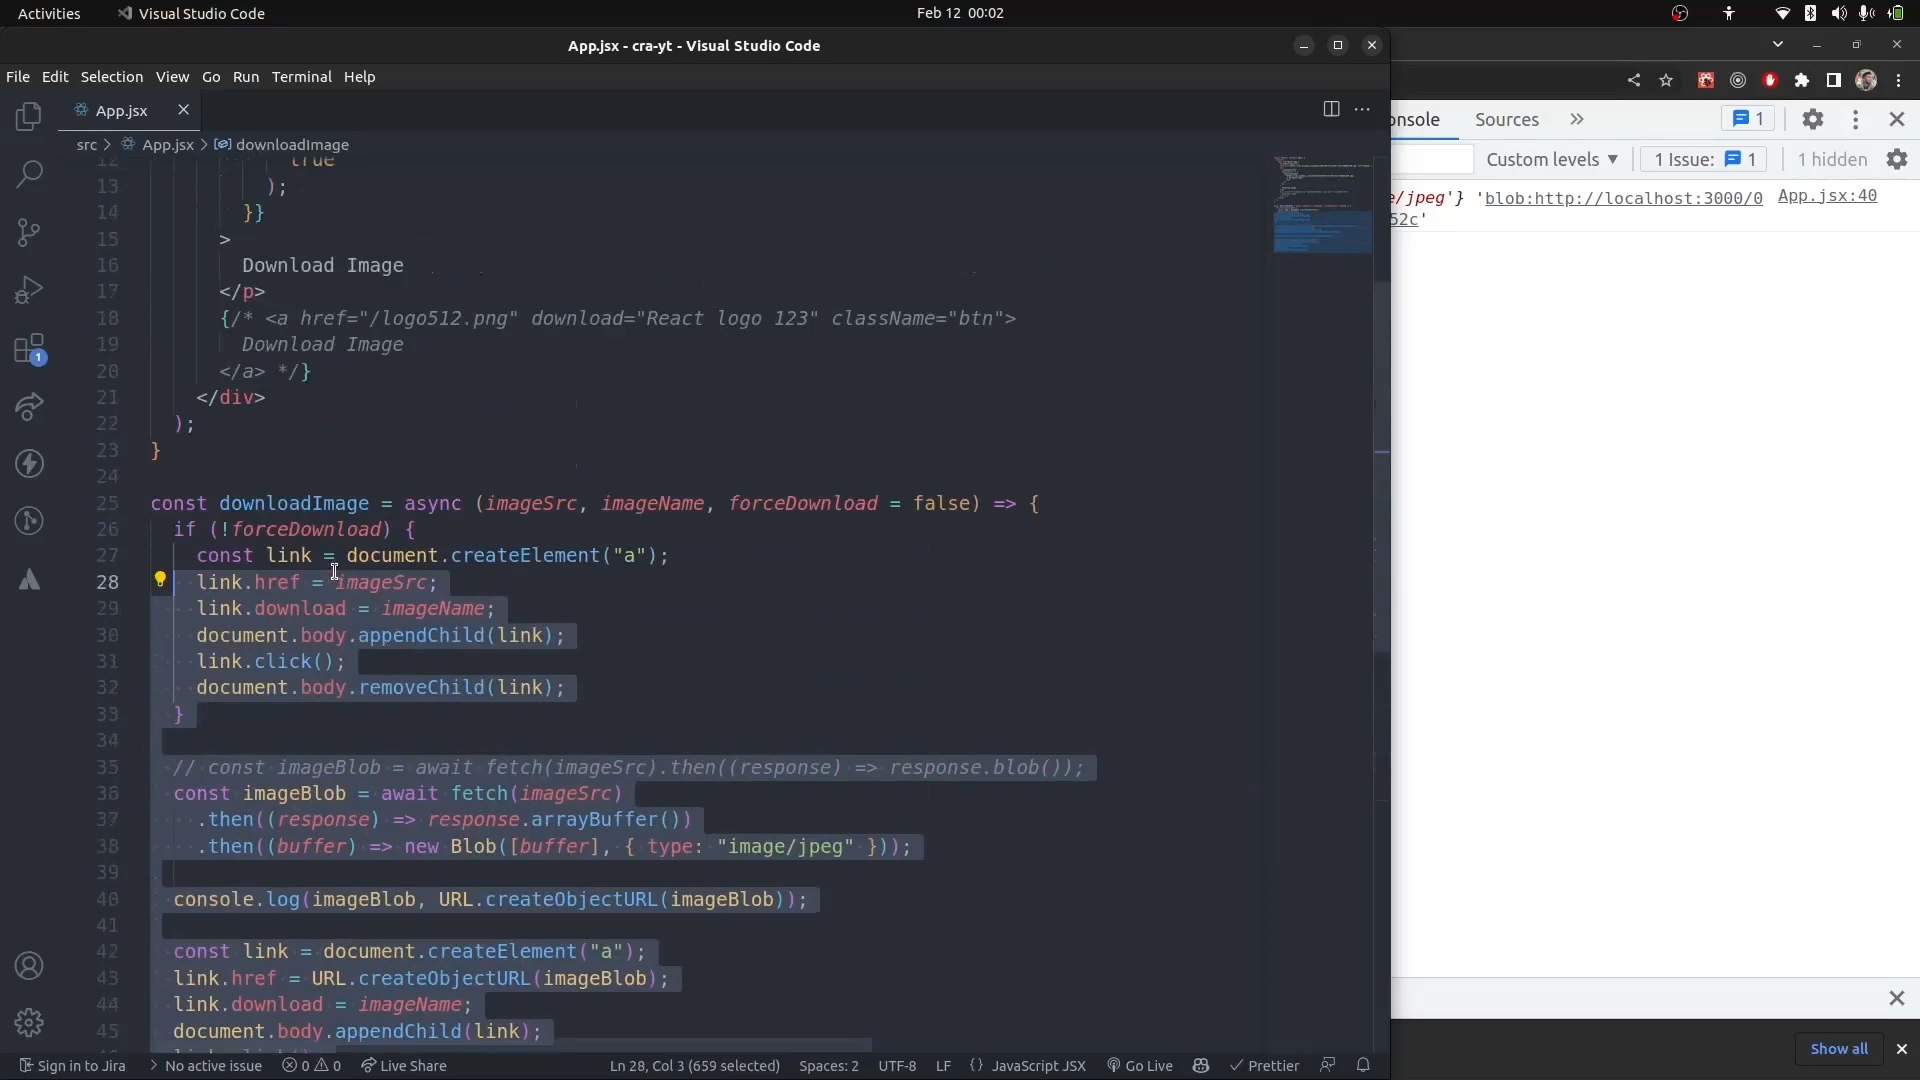 Activities
Visual Studio Code
Feb 12 00:02
App.jsx - cra-yt - Visual Studio Code
File Edit Selection View Go Run Terminal Help
App.jsx
src > App.jsx > downloadImage
12 true
13 );
14 }}
15 >
16 Download Image
17 </p>
18 {/* <a href="/logo512.png" download="React logo 123" className="btn">
19 Download Image
20 </a> */}
21 </div>
22 );
23 }
24
25 const downloadImage = async (imageSrc, imageName, forceDownload = false) => {
26 if (!forceDownload) {
27 const link = document.createElement("a");
28 link.href = imageSrc;
29 link.download = imageName;
30 document.body.appendChild(link);
31 link.click();
32 document.body.removeChild(link);
33 }
34
35 // const imageBlob = await fetch(imageSrc).then((response) => response.blob());
36 const imageBlob = await fetch(imageSrc)
37 .then((response) => response.arrayBuffer())
38 .then((buffer) => new Blob([buffer], { type: "image/jpeg" }));
39
40 console.log(imageBlob, URL.createObjectURL(imageBlob));
41
42 const link = document.createElement("a");
43 link.href = URL.createObjectURL(imageBlob);
44 link.download = imageName;
45 document.body.appendChild(link);
1
Sign in to Jira
No active issue
0 0
Live Share
Ln 28, Col 3 (659 selected)
Spaces: 2
UTF-8
LF
{} JavaScript JSX
Go Live
Prettier
onsole
Sources
1
Custom levels
1 Issue: 1
1 hidden
e/jpeg'} 'blob:http://localhost:3000/0 App.jsx:40
52c'
Show all